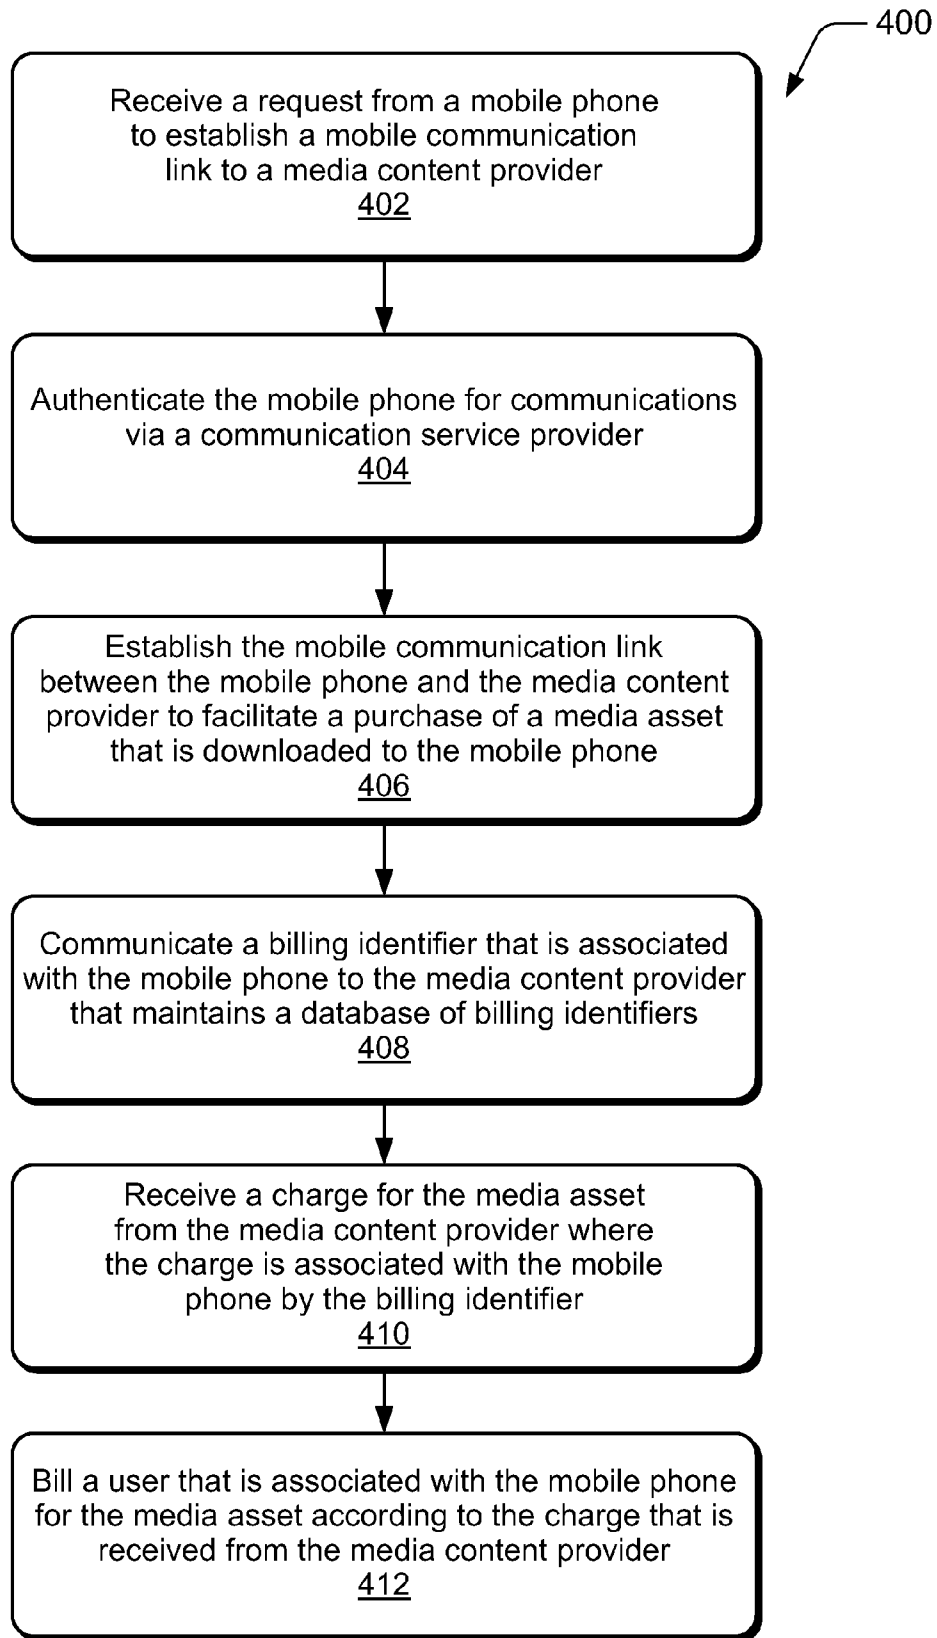 400
Receive a request from a mobile phone
to establish a mobile communication
link to a media content provider
402
Authenticate the mobile phone for communications
via a communication service provider
404
Establish the mobile communication link
between the mobile phone and the media content
provider to facilitate a purchase of a media asset
that is downloaded to the mobile phone
406
Communicate a billing identifier that is associated
with the mobile phone to the media content provider
that maintains a database of billing identifiers
408
Receive a charge for the media asset
from the media content provider where
the charge is associated with the mobile
phone by the billing identifier
410
Bill a user that is associated with the mobile phone
for the media asset according to the charge that is
received from the media content provider
412